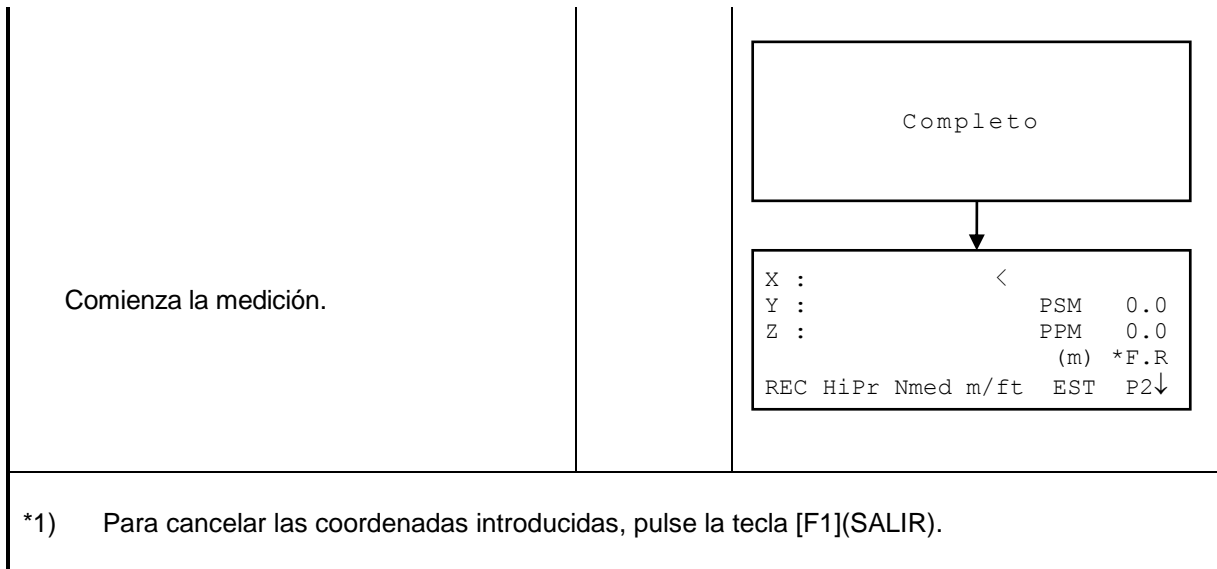 Completo
Comienza la medición.
X :                <
Y :                PSM 0.0
Z :                PPM 0.0
(m) *F.R
REC HiPr Nmed m/ft EST P2↓
*1) Para cancelar las coordenadas introducidas, pulse la tecla [F1](SALIR).